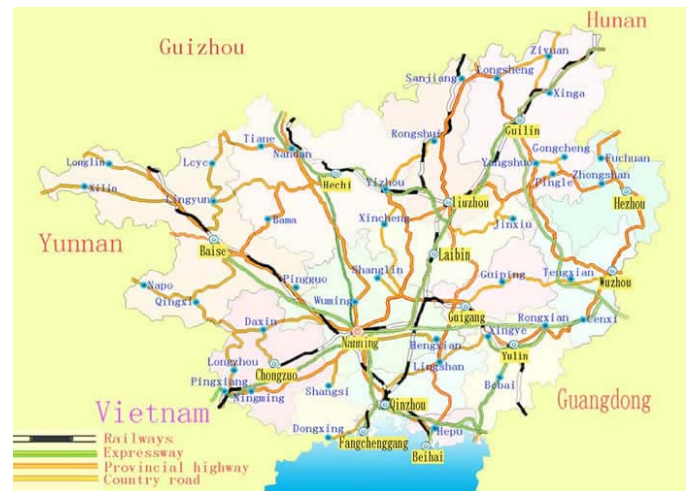 Hunan
Guizhou
Ziyuan
Sanjiang
Longsheng
Xinga
Guilin
Rongshui
Gongcheng
Tiane
Nandan
Yangshuo
Fuchuan
Longlin
Leye
Pingle
Zhongshan
Xilin
Hechi
Yizhou
Hezhou
Lingyun
Liuzhou
Bama
Xincheng
Jinxiu
Yunnan
Baise
Laibin
Napo
Pingguo
Shanglin
Guiping
Tengxian
Wuzhou
Qingxi
Wuming
Daxin
Guigang
Rongxian
Cenxi
Nanning
Hengxian
Xingye
Yulin
Longzhou
Chongzuo
Lingshan
Pingxiang
Ningming
Shangsi
Bobai
Guangdong
Vietnam
Qinzhou
Dongxing
Fangchenggang
Hepu
Beihai
Railways
Expressway
Provincial highway
Country road